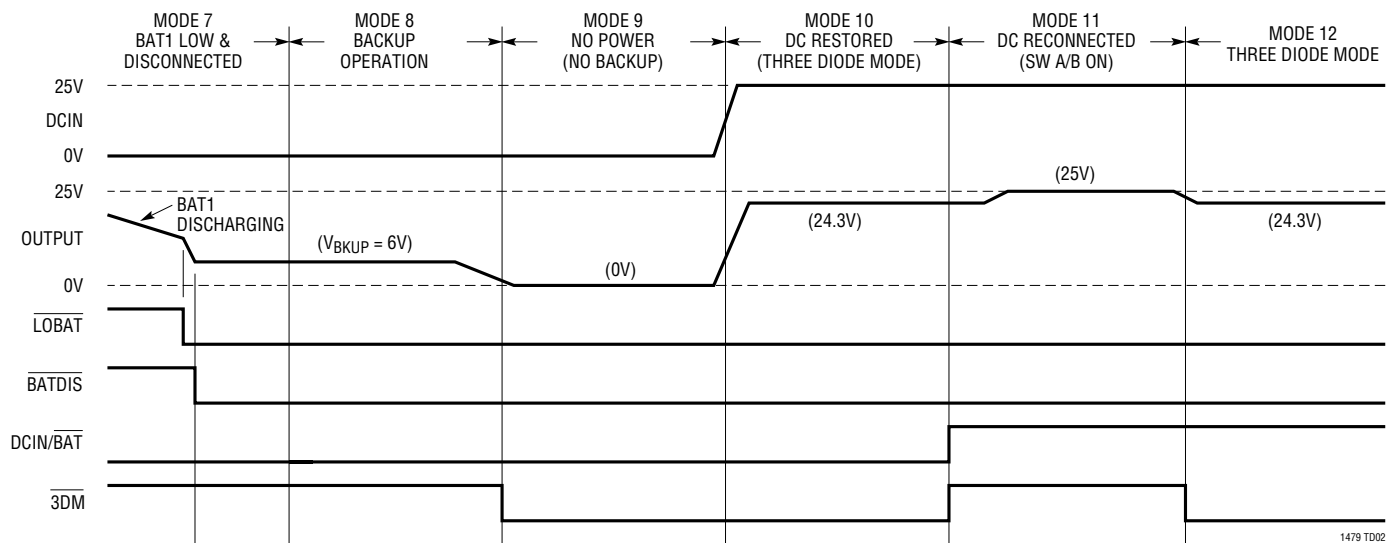 MODE 7
BAT1 LOW &
DISCONNECTED
MODE 8
BACKUP
OPERATION
MODE 9
NO POWER
(NO BACKUP)
MODE 10
DC RESTORED
(THREE DIODE MODE)
MODE 11
DC RECONNECTED
(SW A/B ON)
MODE 12
THREE DIODE MODE
25V
DCIN
0V
25V
OUTPUT
0V
BAT1
DISCHARGING
(VBKUP = 6V)
(0V)
(24.3V)
(25V)
(24.3V)
LOBAT
BATDIS
DCIN/BAT
3DM
1479 TD02